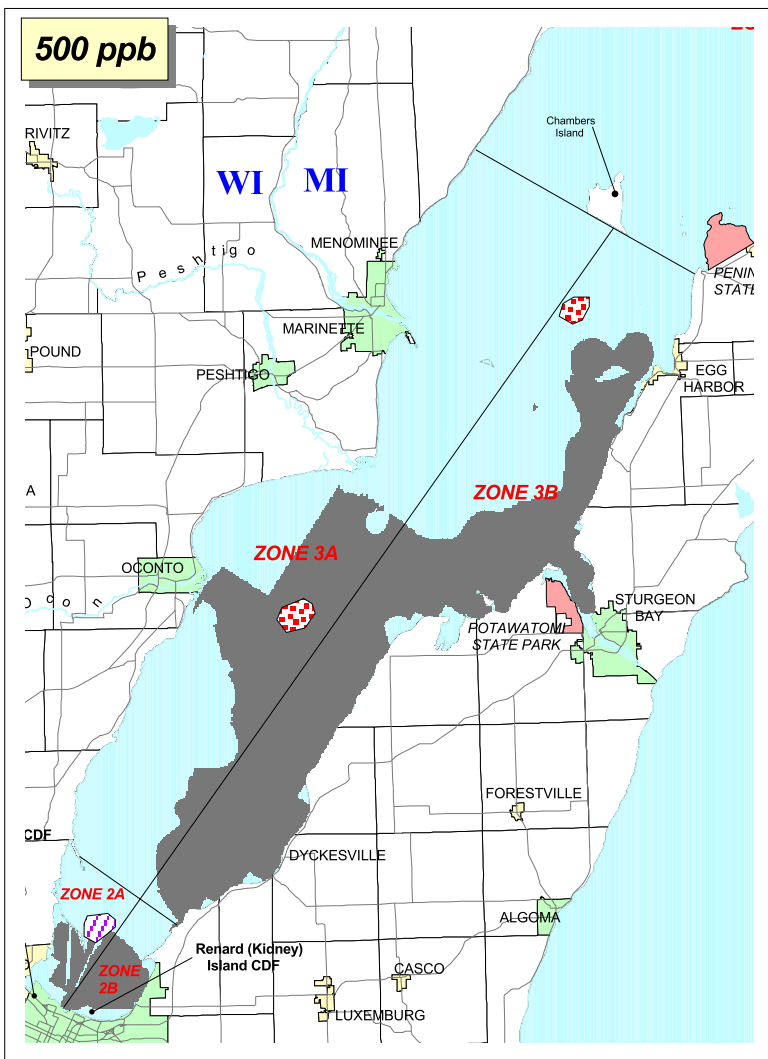 500 ppb
Chambers
Island
RIVITZ
WI
MI
MENOMINEE
Peshtigo
PENIN
STATE
MARINETTE
POUND
PESHTIGO
EGG
HARBOR
A
ZONE 3B
ZONE 3A
OCONTO
Ocon
STURGEON
BAY
POTAWATOMI
STATE PARK
FORESTVILLE
CDF
DYCKESVILLE
ZONE 2A
ALGOMA
Renard (Kidney)
Island CDF
ZONE
2B
CASCO
LUXEMBURG